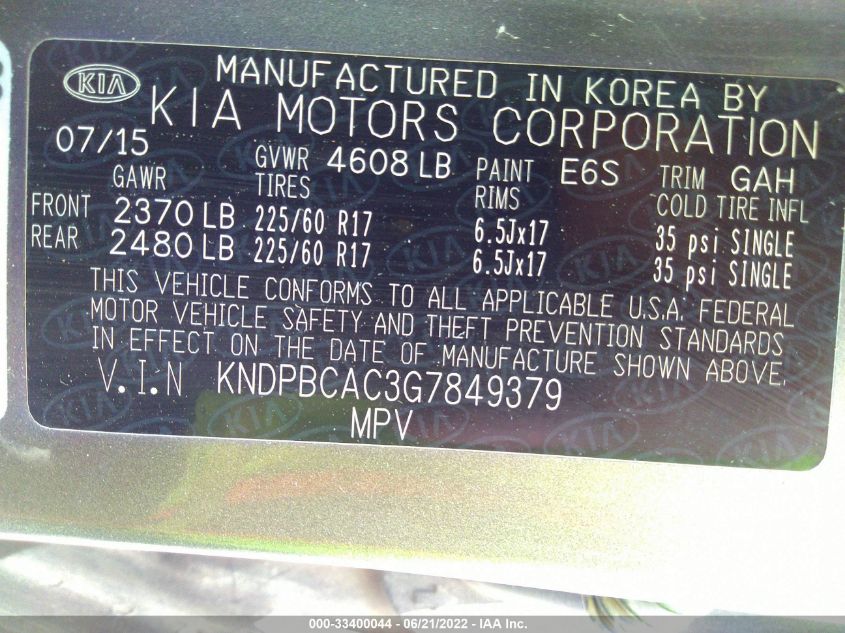 KIA MANUFACTURED IN KOREA BY
KIA MOTORS CORPORATION
07/15 GVWR 4608 LB PAINT E6S TRIM GAH
GAWR TIRES RIMS COLD TIRE INFL
FRONT 2370 LB 225/60 R17 6.5Jx17 35 psi SINGLE
REAR 2480 LB 225/60 R17 6.5Jx17 35 psi SINGLE
THIS VEHICLE CONFORMS TO ALL APPLICABLE U.S.A. FEDERAL
MOTOR VEHICLE SAFETY AND THEFT PREVENTION STANDARDS
IN EFFECT ON THE DATE OF MANUFACTURE SHOWN ABOVE.
V.I.N KNDPBCAC3G7849379
MPV
000-33400044 - 06/21/2022 - IAA Inc.